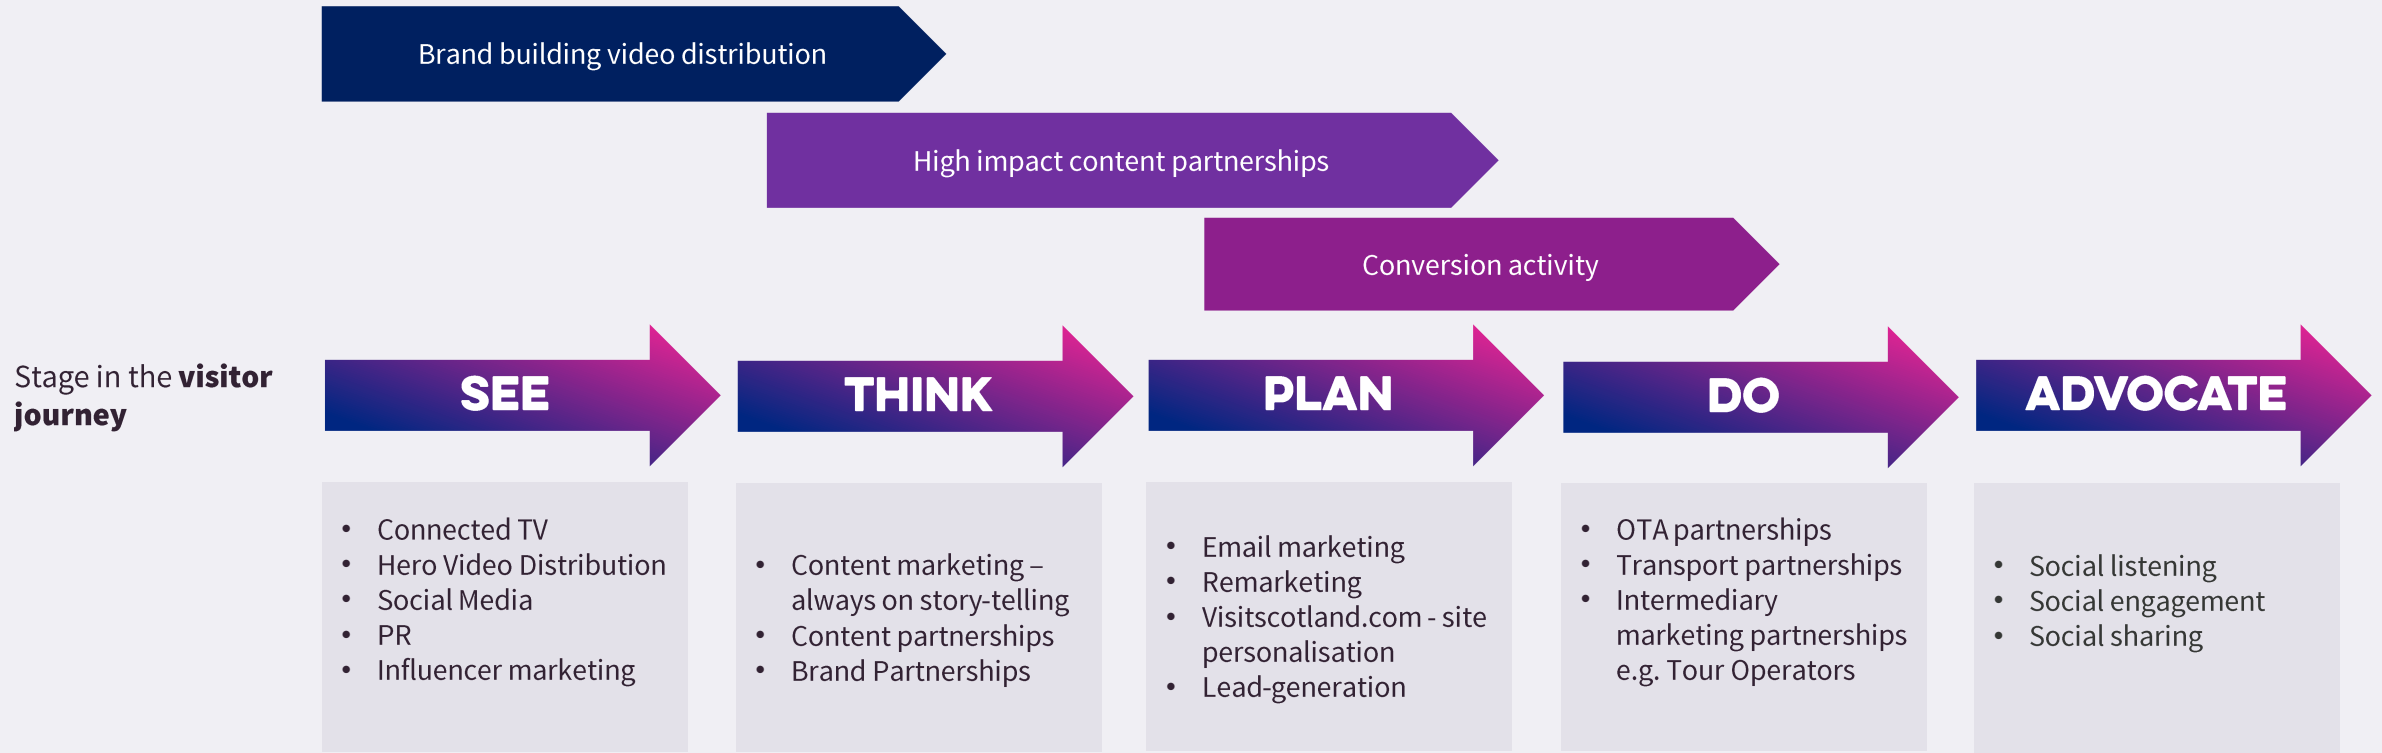 Brand building video distribution
High impact content partnerships
Conversion activity
Stage in the visitor
journey
SEE
THINK
PLAN
DO
ADVOCATE
• Connected TV
• Hero Video Distribution
• Social Media
• PR
• Influencer marketing
• Content marketing –
always on story-telling
• Content partnerships
• Brand Partnerships
• Email marketing
• Remarketing
• Visitscotland.com - site
personalisation
• Lead-generation
• OTA partnerships
• Transport partnerships
• Intermediary
marketing partnerships
e.g. Tour Operators
• Social listening
• Social engagement
• Social sharing